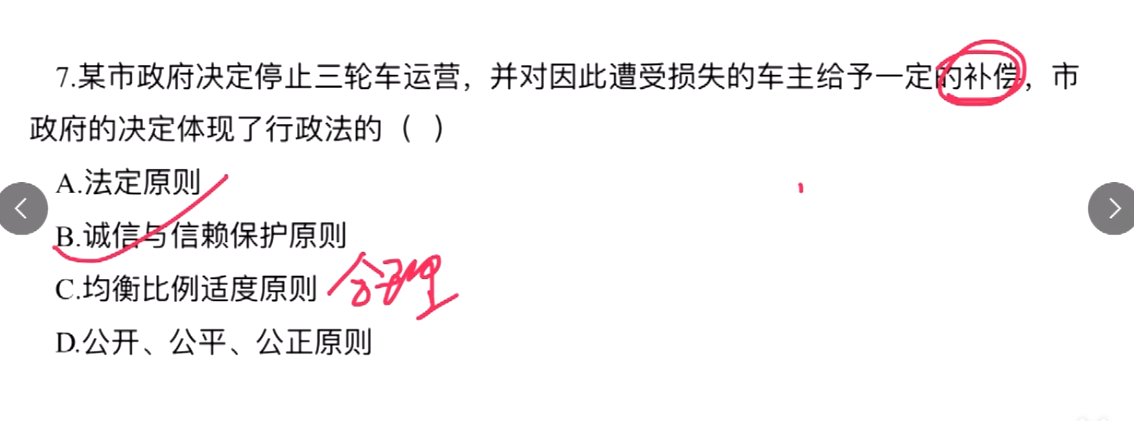 7.某市政府决定停止三轮车运营，并对因此遭受损失的车主给予一定的补偿，市
政府的决定体现了行政法的（ ）
A.法定原则
B.诚信与信赖保护原则
C.均衡比例适度原则 合理
D.公开、公平、公正原则